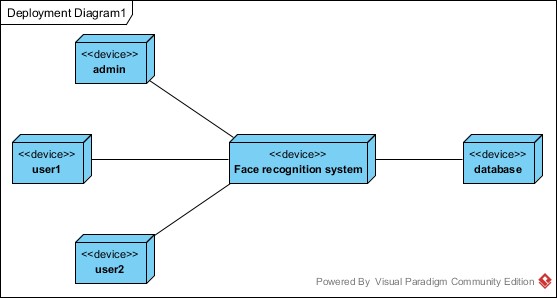 Deployment Diagram1
<<device>>
admin
<<device>>
user1
<<device>>
Face recognition system
<<device>>
database
<<device>>
user2
Powered By Visual Paradigm Community Edition